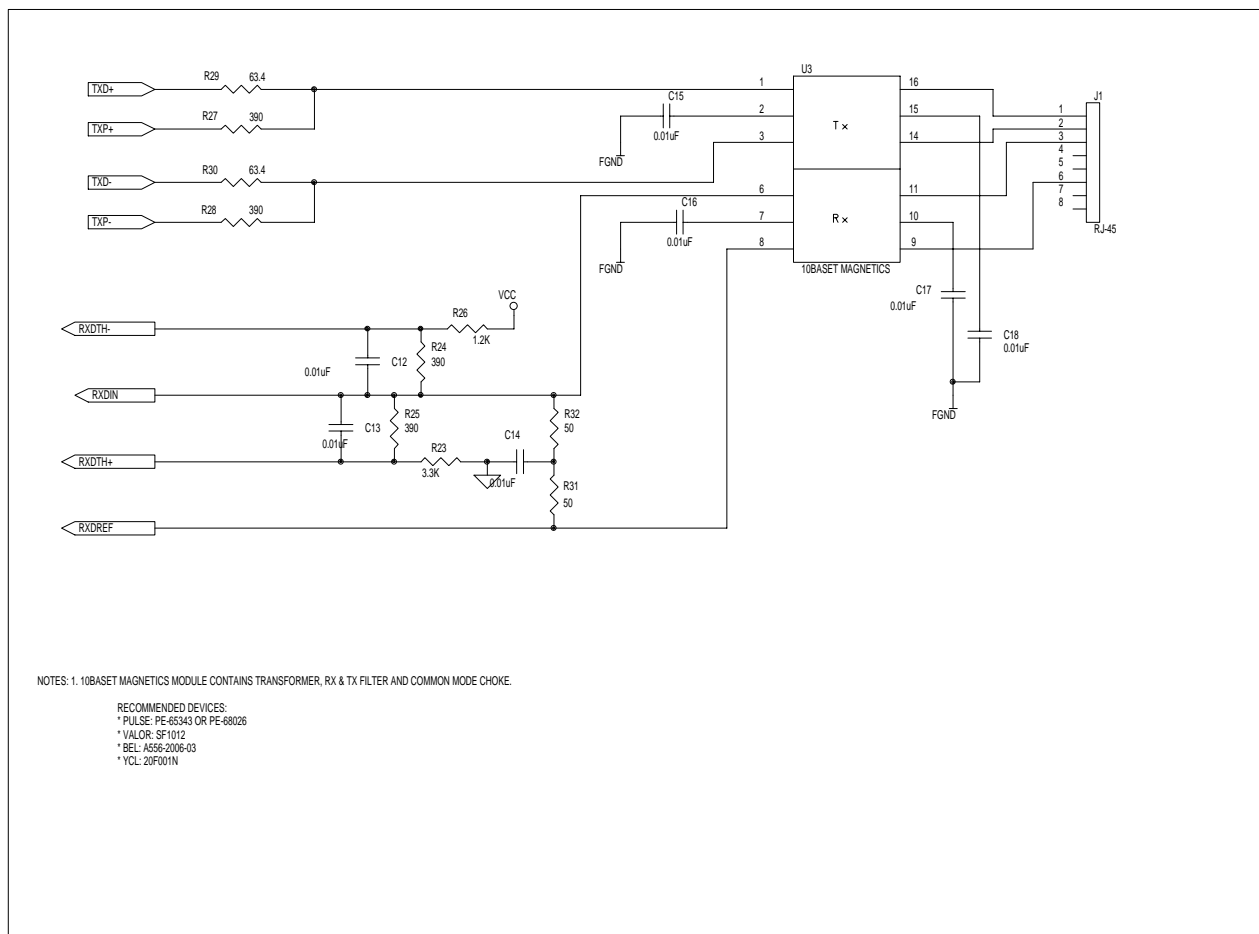 U3
R29 63.4
TXD+
1 16
J1
C15
R27 390
2 15
1
TXP+
0.01uF
T x
2
3 14
3
FGND
4
R30 63.4
5
TXD-
6
6 11
7
C16
R28 390
8
TXP-
7 10
R x
RJ-45
0.01uF
8 9
FGND
10BASET MAGNETICS
C17
VCC
0.01uF
R26
RXDTH-
1.2K
C18
R24
0.01uF
C12 390
0.01uF
RXDIN
FGND
R25
R32
C13 390
50
C14
0.01uF
R23
RXDTH+
3.3K
0.01uF
R31
50
RXDREF
NOTES: 1. 10BASET MAGNETICS MODULE CONTAINS TRANSFORMER, RX & TX FILTER AND COMMON MODE CHOKE.
RECOMMENDED DEVICES:
* PULSE: PE-65343 OR PE-68026
* VALOR: SF1012
* BEL: A556-2006-03
* YCL: 20F001N